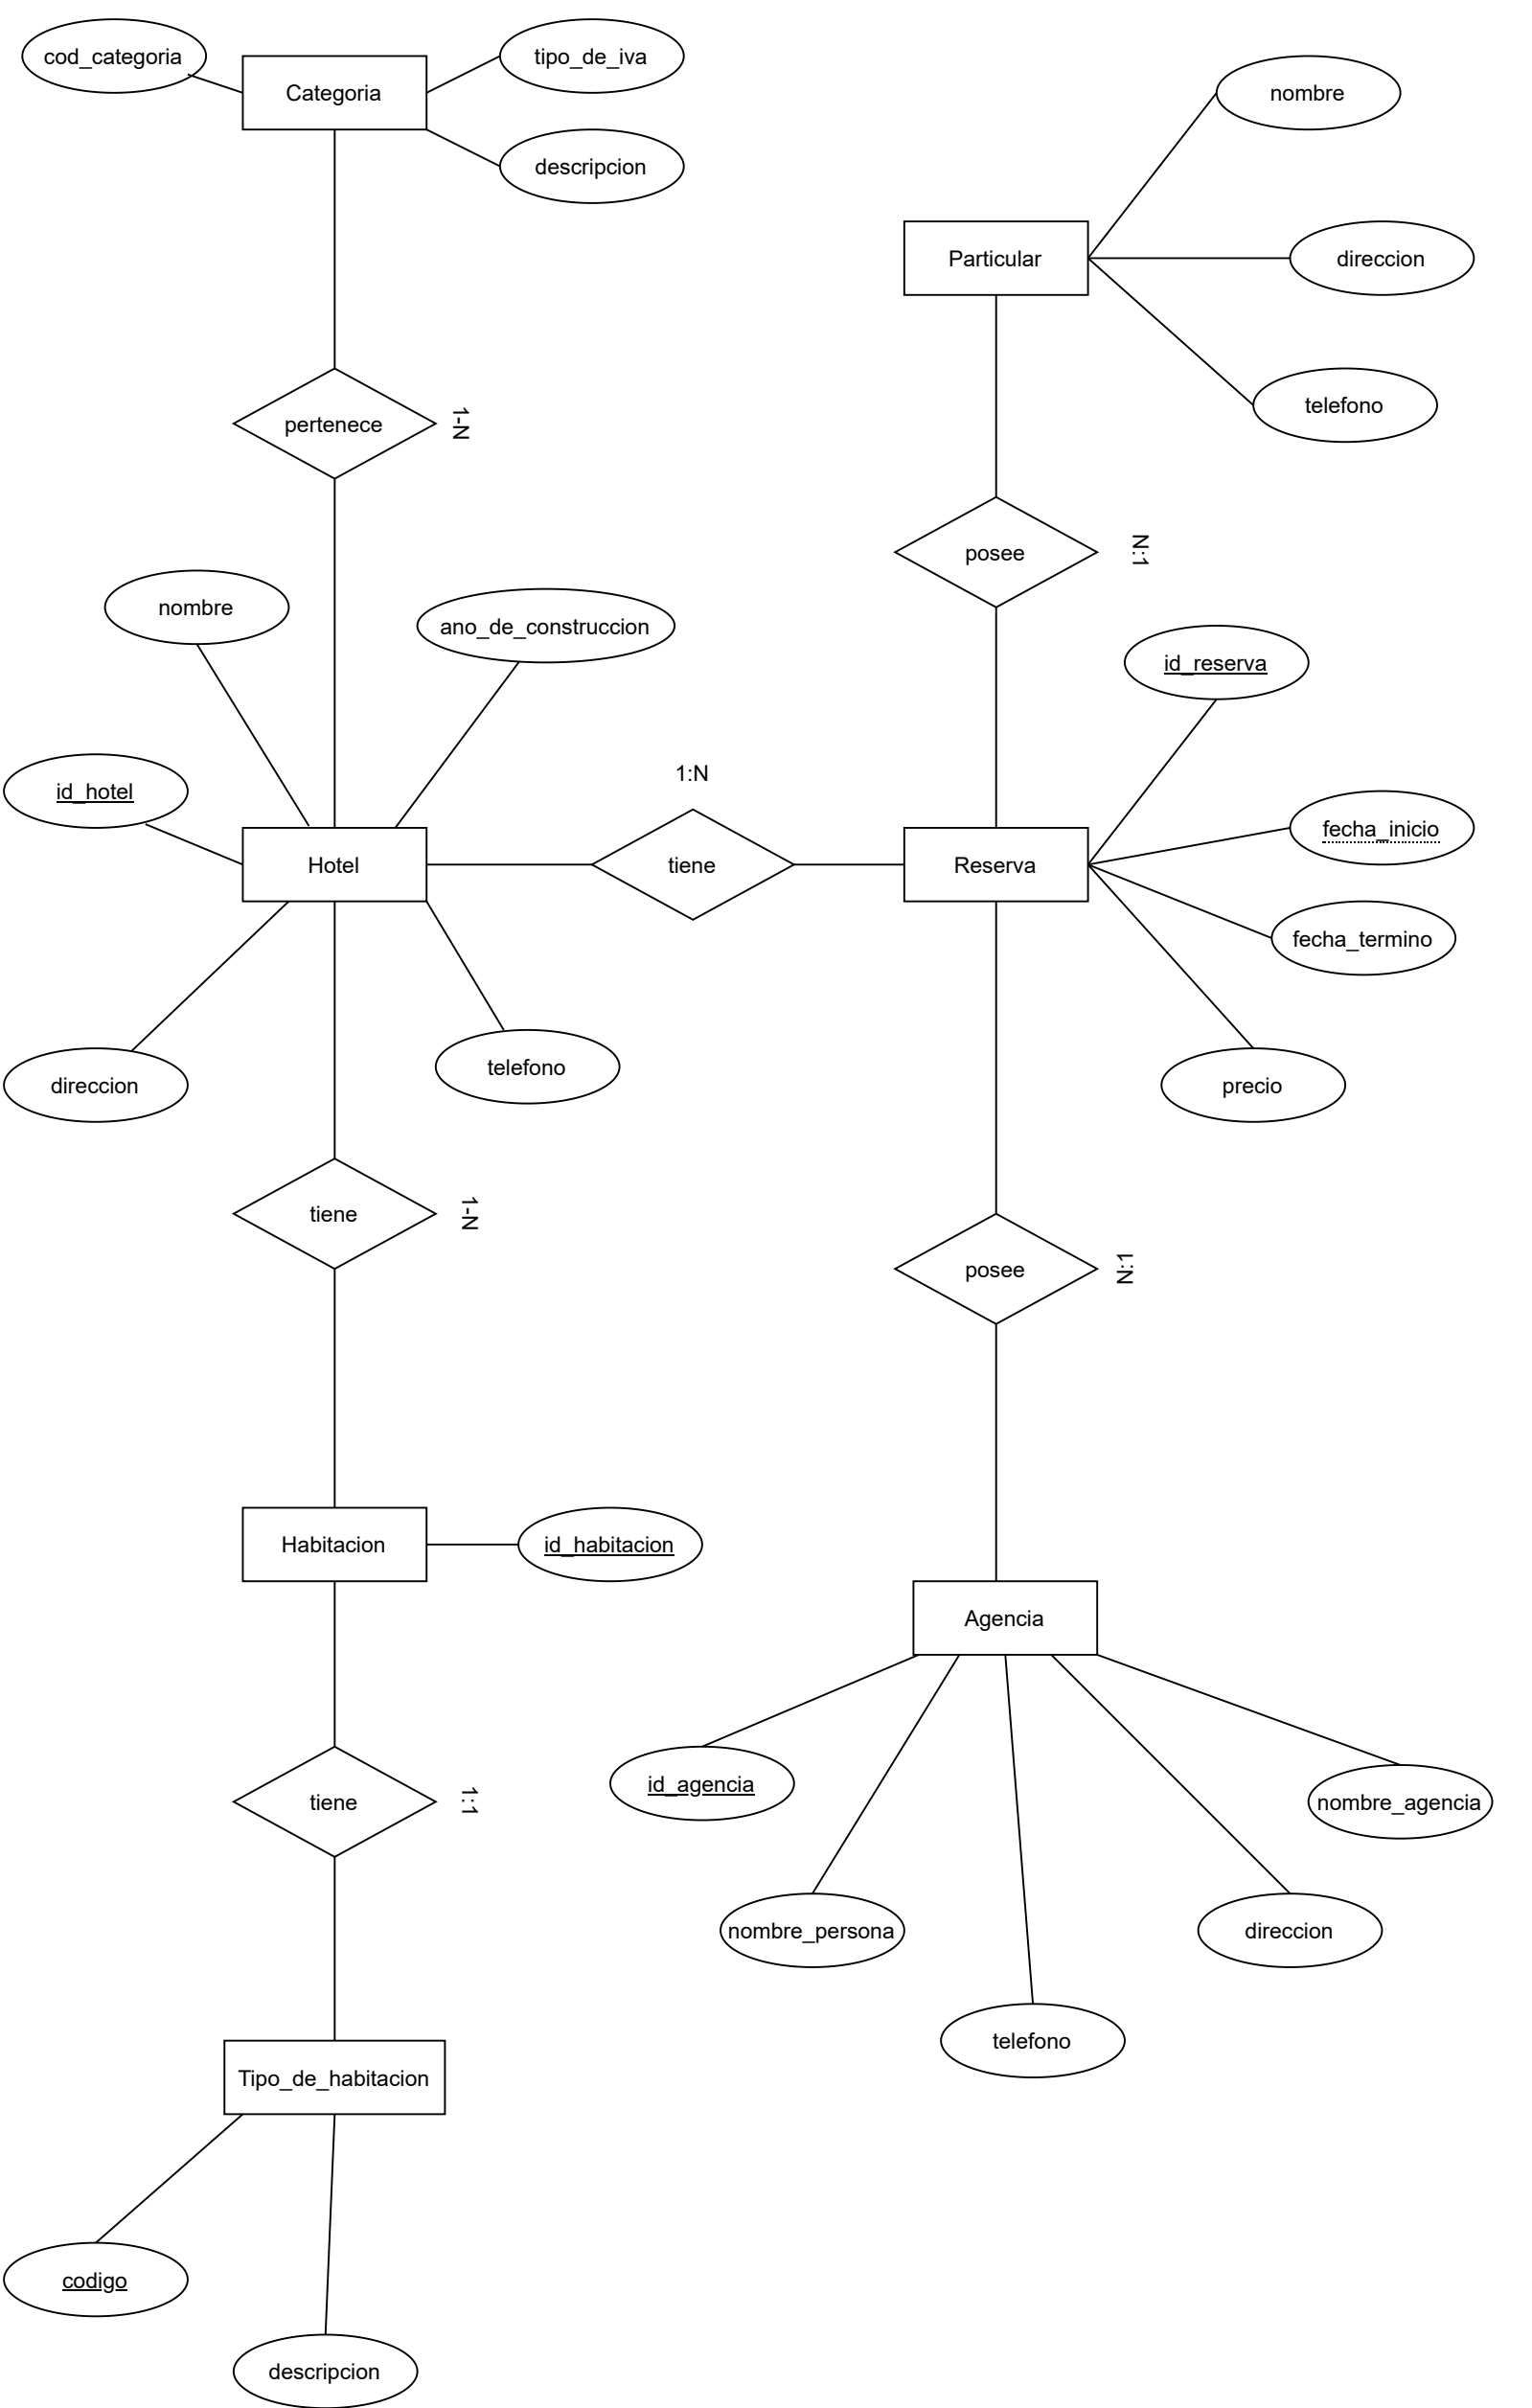 cod_categoria
Categoria
tipo_de_iva
descripcion
nombre
Particular
direccion
telefono
pertenece
1-N
posee
N:1
nombre
ano_de_construccion
id_reserva
id_hotel
1:N
Hotel
tiene
Reserva
fecha_inicio
fecha_termino
direccion
telefono
precio
tiene
1-N
posee
N:1
Habitacion
id_habitacion
Agencia
tiene
1:1
id_agencia
nombre_agencia
nombre_persona
direccion
telefono
Tipo_de_habitacion
codigo
descripcion